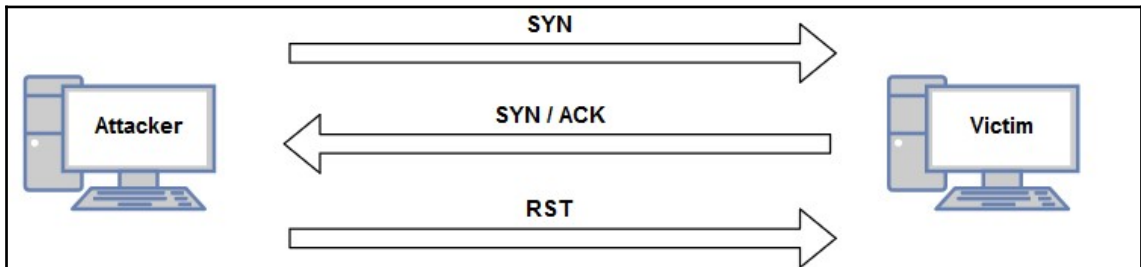 SYN
Attacker
SYN / ACK
Victim
RST